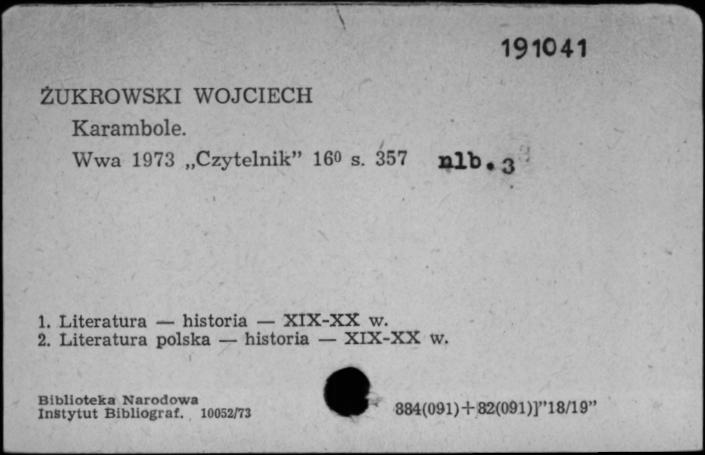 191041
ŻUKROWSKI WOJCIECH
Karambole.
Wwa 1973 „Czytelnik” 16⁰ s. 357 nlb. 3
1. Literatura — historia — XIX-XX w.
2. Literatura polska — historia — XIX-XX w.
Biblioteka Narodowa
Instytut Bibliograf. 10052/73
884(091)+82(091)]”18/19”